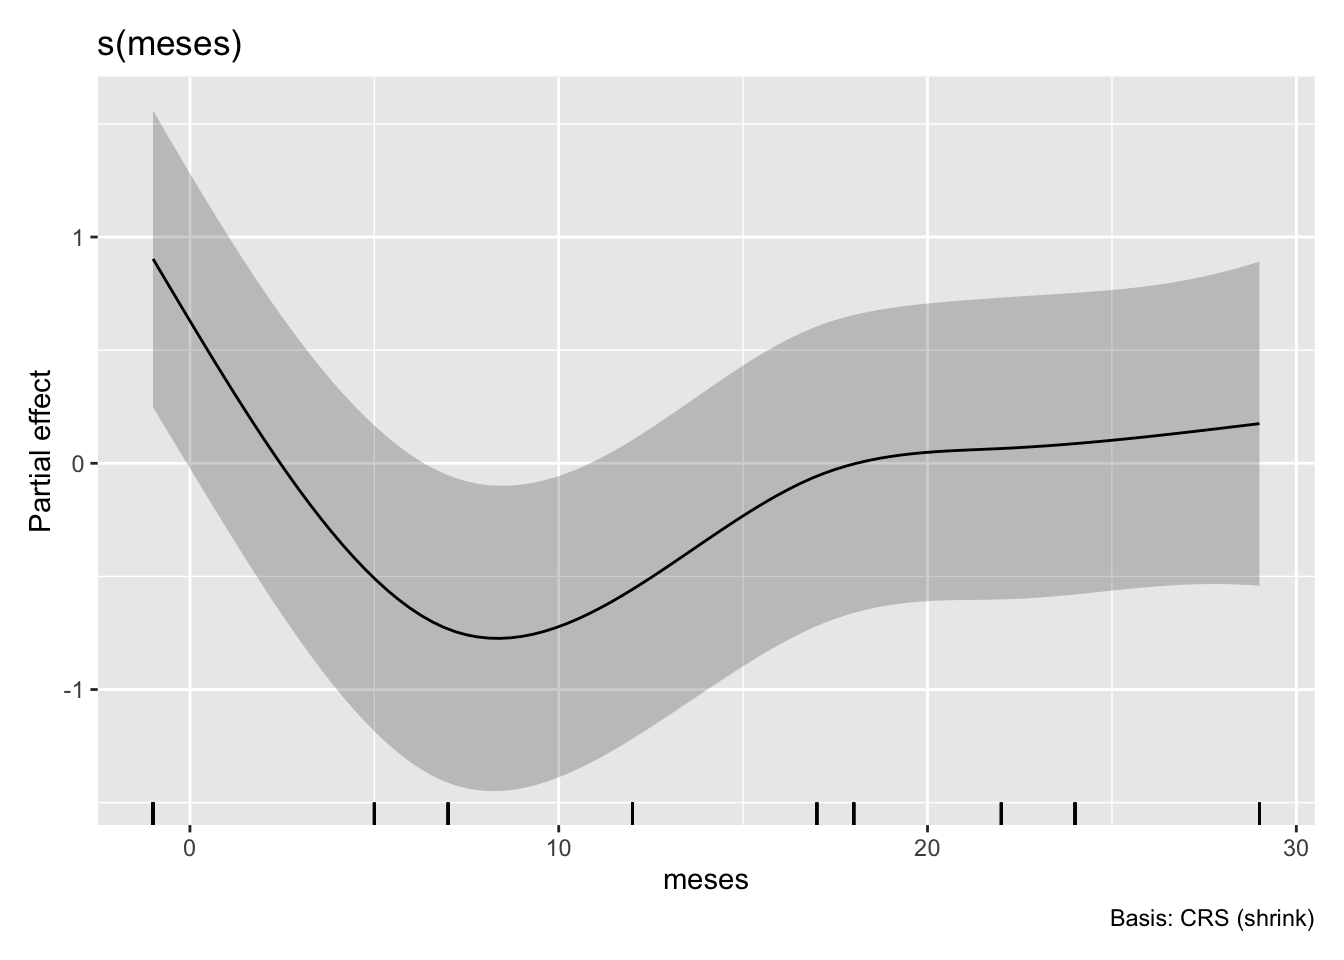 s(meses)
Partial effect
1
0
-1
0 10 20 30
meses
Basis: CRS (shrink)